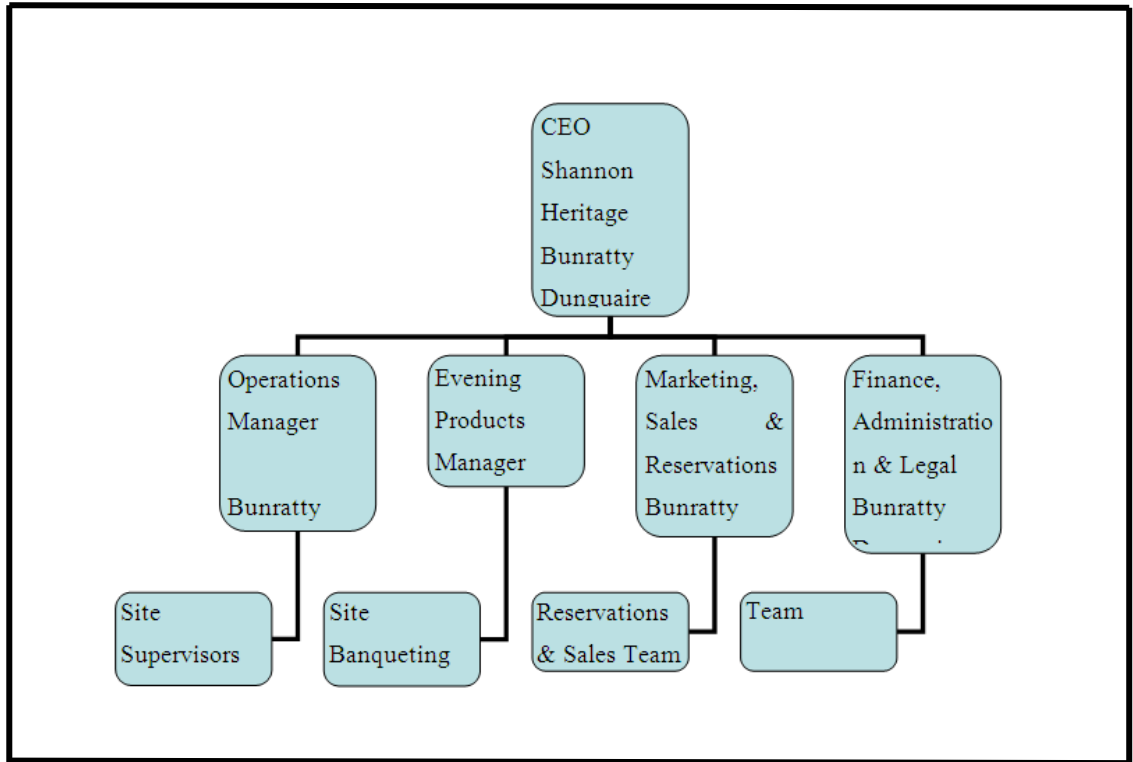 CEO
Shannon
Heritage
Bunratty
Dunguaire
Operations
Manager
Bunratty
Evening
Products
Manager
Marketing,
Sales &
Reservations
Bunratty
Finance,
Administratio
n & Legal
Bunratty
Site
Supervisors
Site
Banqueting
Reservations
& Sales Team
Team